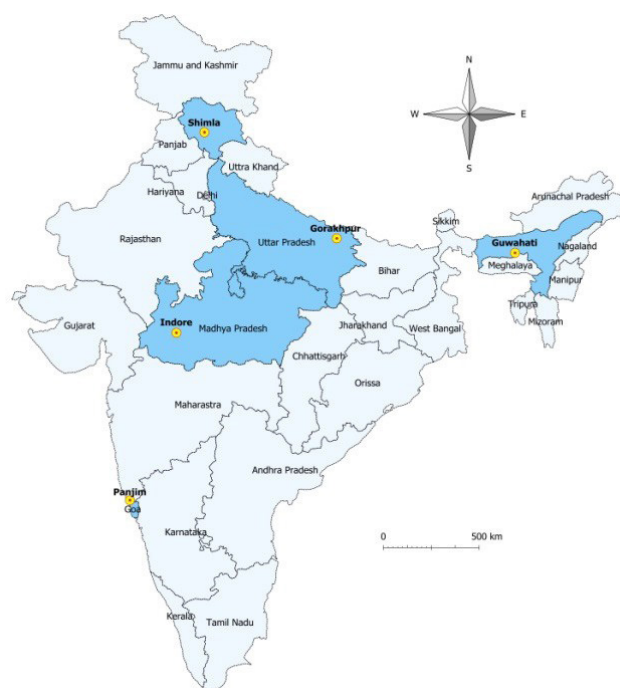 N
Jammu and Kashmir
W
E
Shimla
Panjab
S
Uttra Khand
Hariyana
Delhi
Arunachal Pradesh
Sikkim
Gorakhpur
Rajasthan
Uttar Pradesh
Guwahati
Nagaland
Meghalaya
Bihar
Manipur
Tripura
Mizoram
Gujarat
Indore
Madhya Pradesh
Jharkhand
West Bangal
Chhattisgarh
Orissa
Maharastra
Andhra Pradesh
Panjim
Goa
Karnataka
0
500 km
Kerala
Tamil Nadu